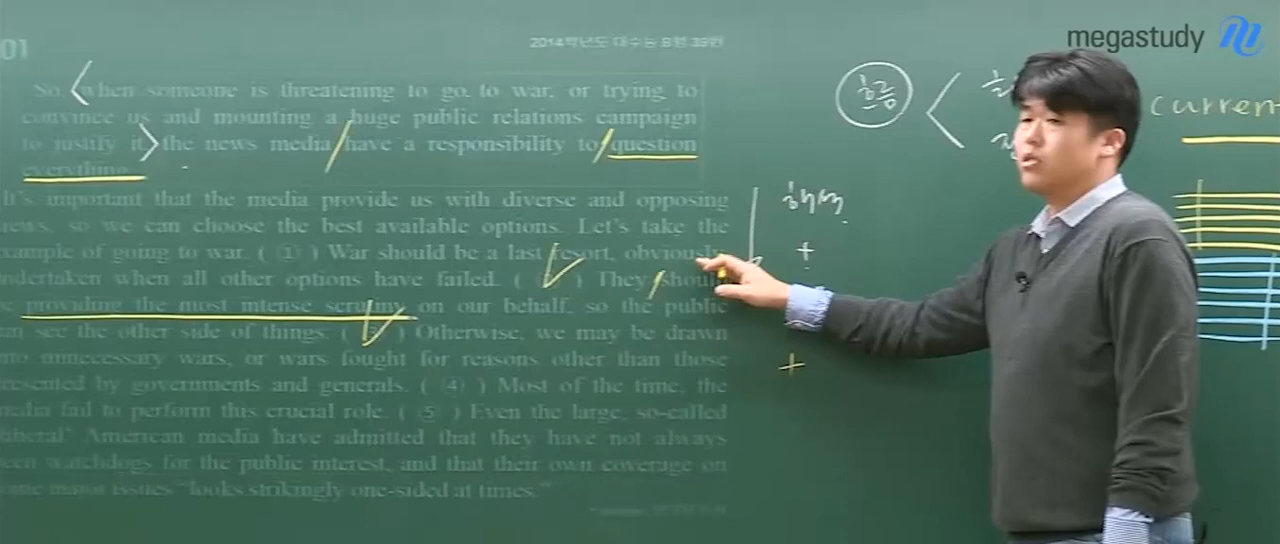 megastudy
01
2014학년도 대수능 B형 39번
So, when someone is threatening to go to war, or trying to
convince us and mounting a huge public relations campaign
to justify it, the news media have a responsibility to question
everything.
It's important that the media provide us with diverse and opposing
views, so we can choose the best available options. Let's take the
example of going to war. ( ① ) War should be a last resort, obviously,
undertaken when all other options have failed. ( ) They should
be providing the most intense scrutiny on our behalf, so the public
can see the other side of things. ( ③ ) Otherwise, we may be drawn
into unnecessary wars, or wars fought for reasons other than those
presented by governments and generals. ( ④ ) Most of the time, the
media fail to perform this crucial role. ( ⑤ ) Even the large, so-called
'liberal' American media have admitted that they have not always
been watchdogs for the public interest, and that their own coverage on
some major issues "looks strikingly one-sided at times."
흐름
curren
해석
+
+